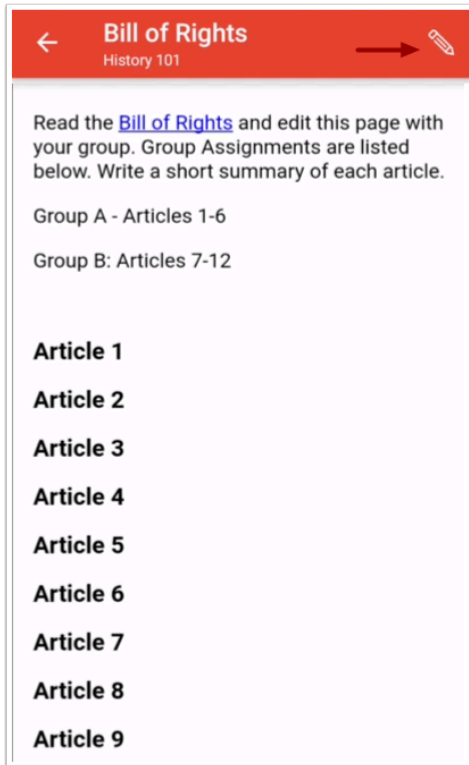 Bill of Rights
History 101
Read the Bill of Rights and edit this page with
your group. Group Assignments are listed
below. Write a short summary of each article.
Group A - Articles 1-6
Group B: Articles 7-12
Article 1
Article 2
Article 3
Article 4
Article 5
Article 6
Article 7
Article 8
Article 9